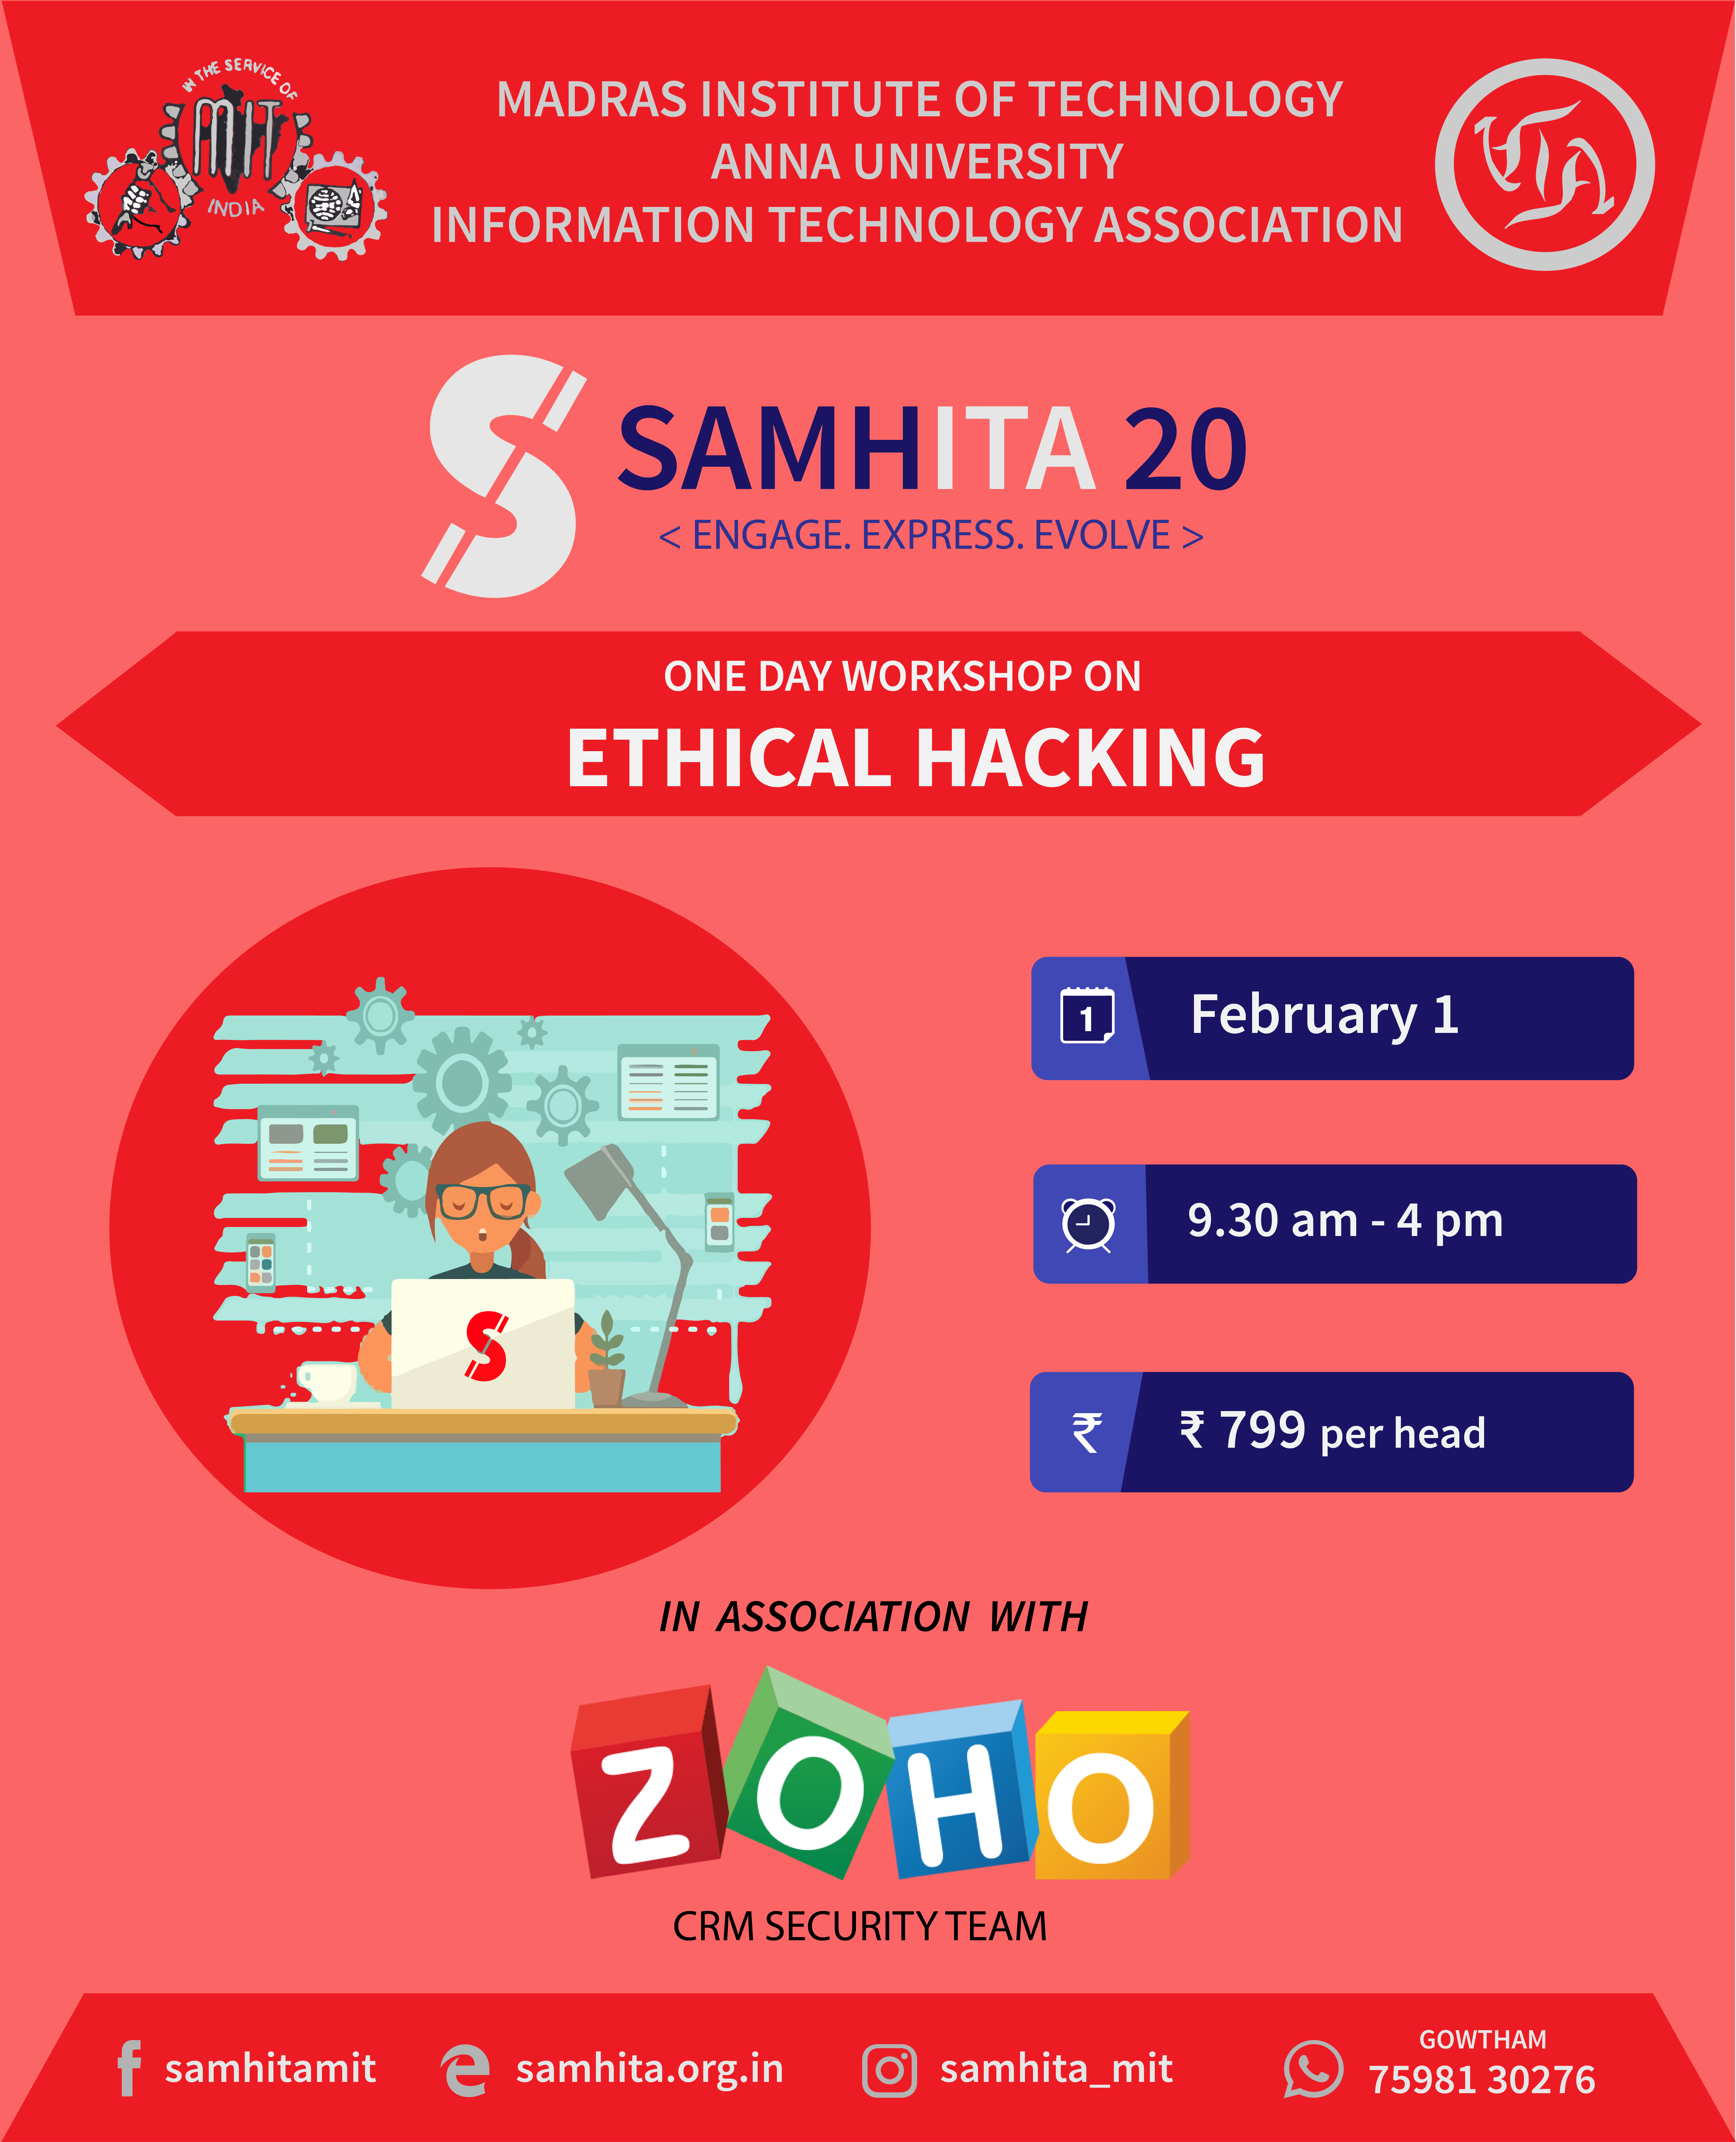 IN THE SERVICE OF
MIT
INDIA
MADRAS INSTITUTE OF TECHNOLOGY
ANNA UNIVERSITY
INFORMATION TECHNOLOGY ASSOCIATION
ITA
S
SAMHITA 20
< ENGAGE. EXPRESS. EVOLVE >
ONE DAY WORKSHOP ON
ETHICAL HACKING
1
February 1
9.30 am - 4 pm
₹
₹ 799 per head
S
IN ASSOCIATION WITH
ZOHO
CRM SECURITY TEAM
samhitamit
samhita.org.in
samhita_mit
GOWTHAM
75981 30276